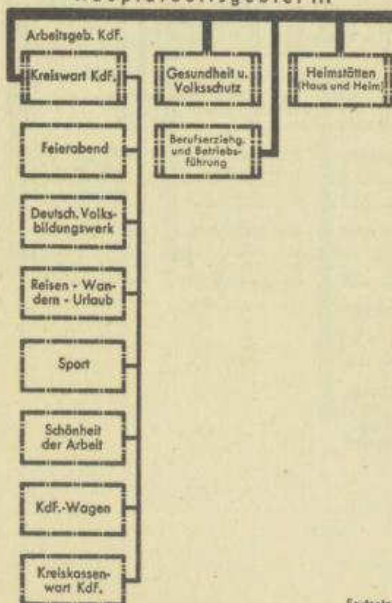 Arbeitsgeb. KdF.
Kreiswart KdF.
Gesundheit u.
Volksschutz
Heimstätten
(Haus und Heim)
Feierabend
Berufserziehg.
und Betriebs-
führung
Deutsch. Volks-
bildungswerk
Reisen - Wan-
dern - Urlaub
Sport
Schönheit
der Arbeit
KdF.-Wagen
Kreiskassen-
wart KdF.